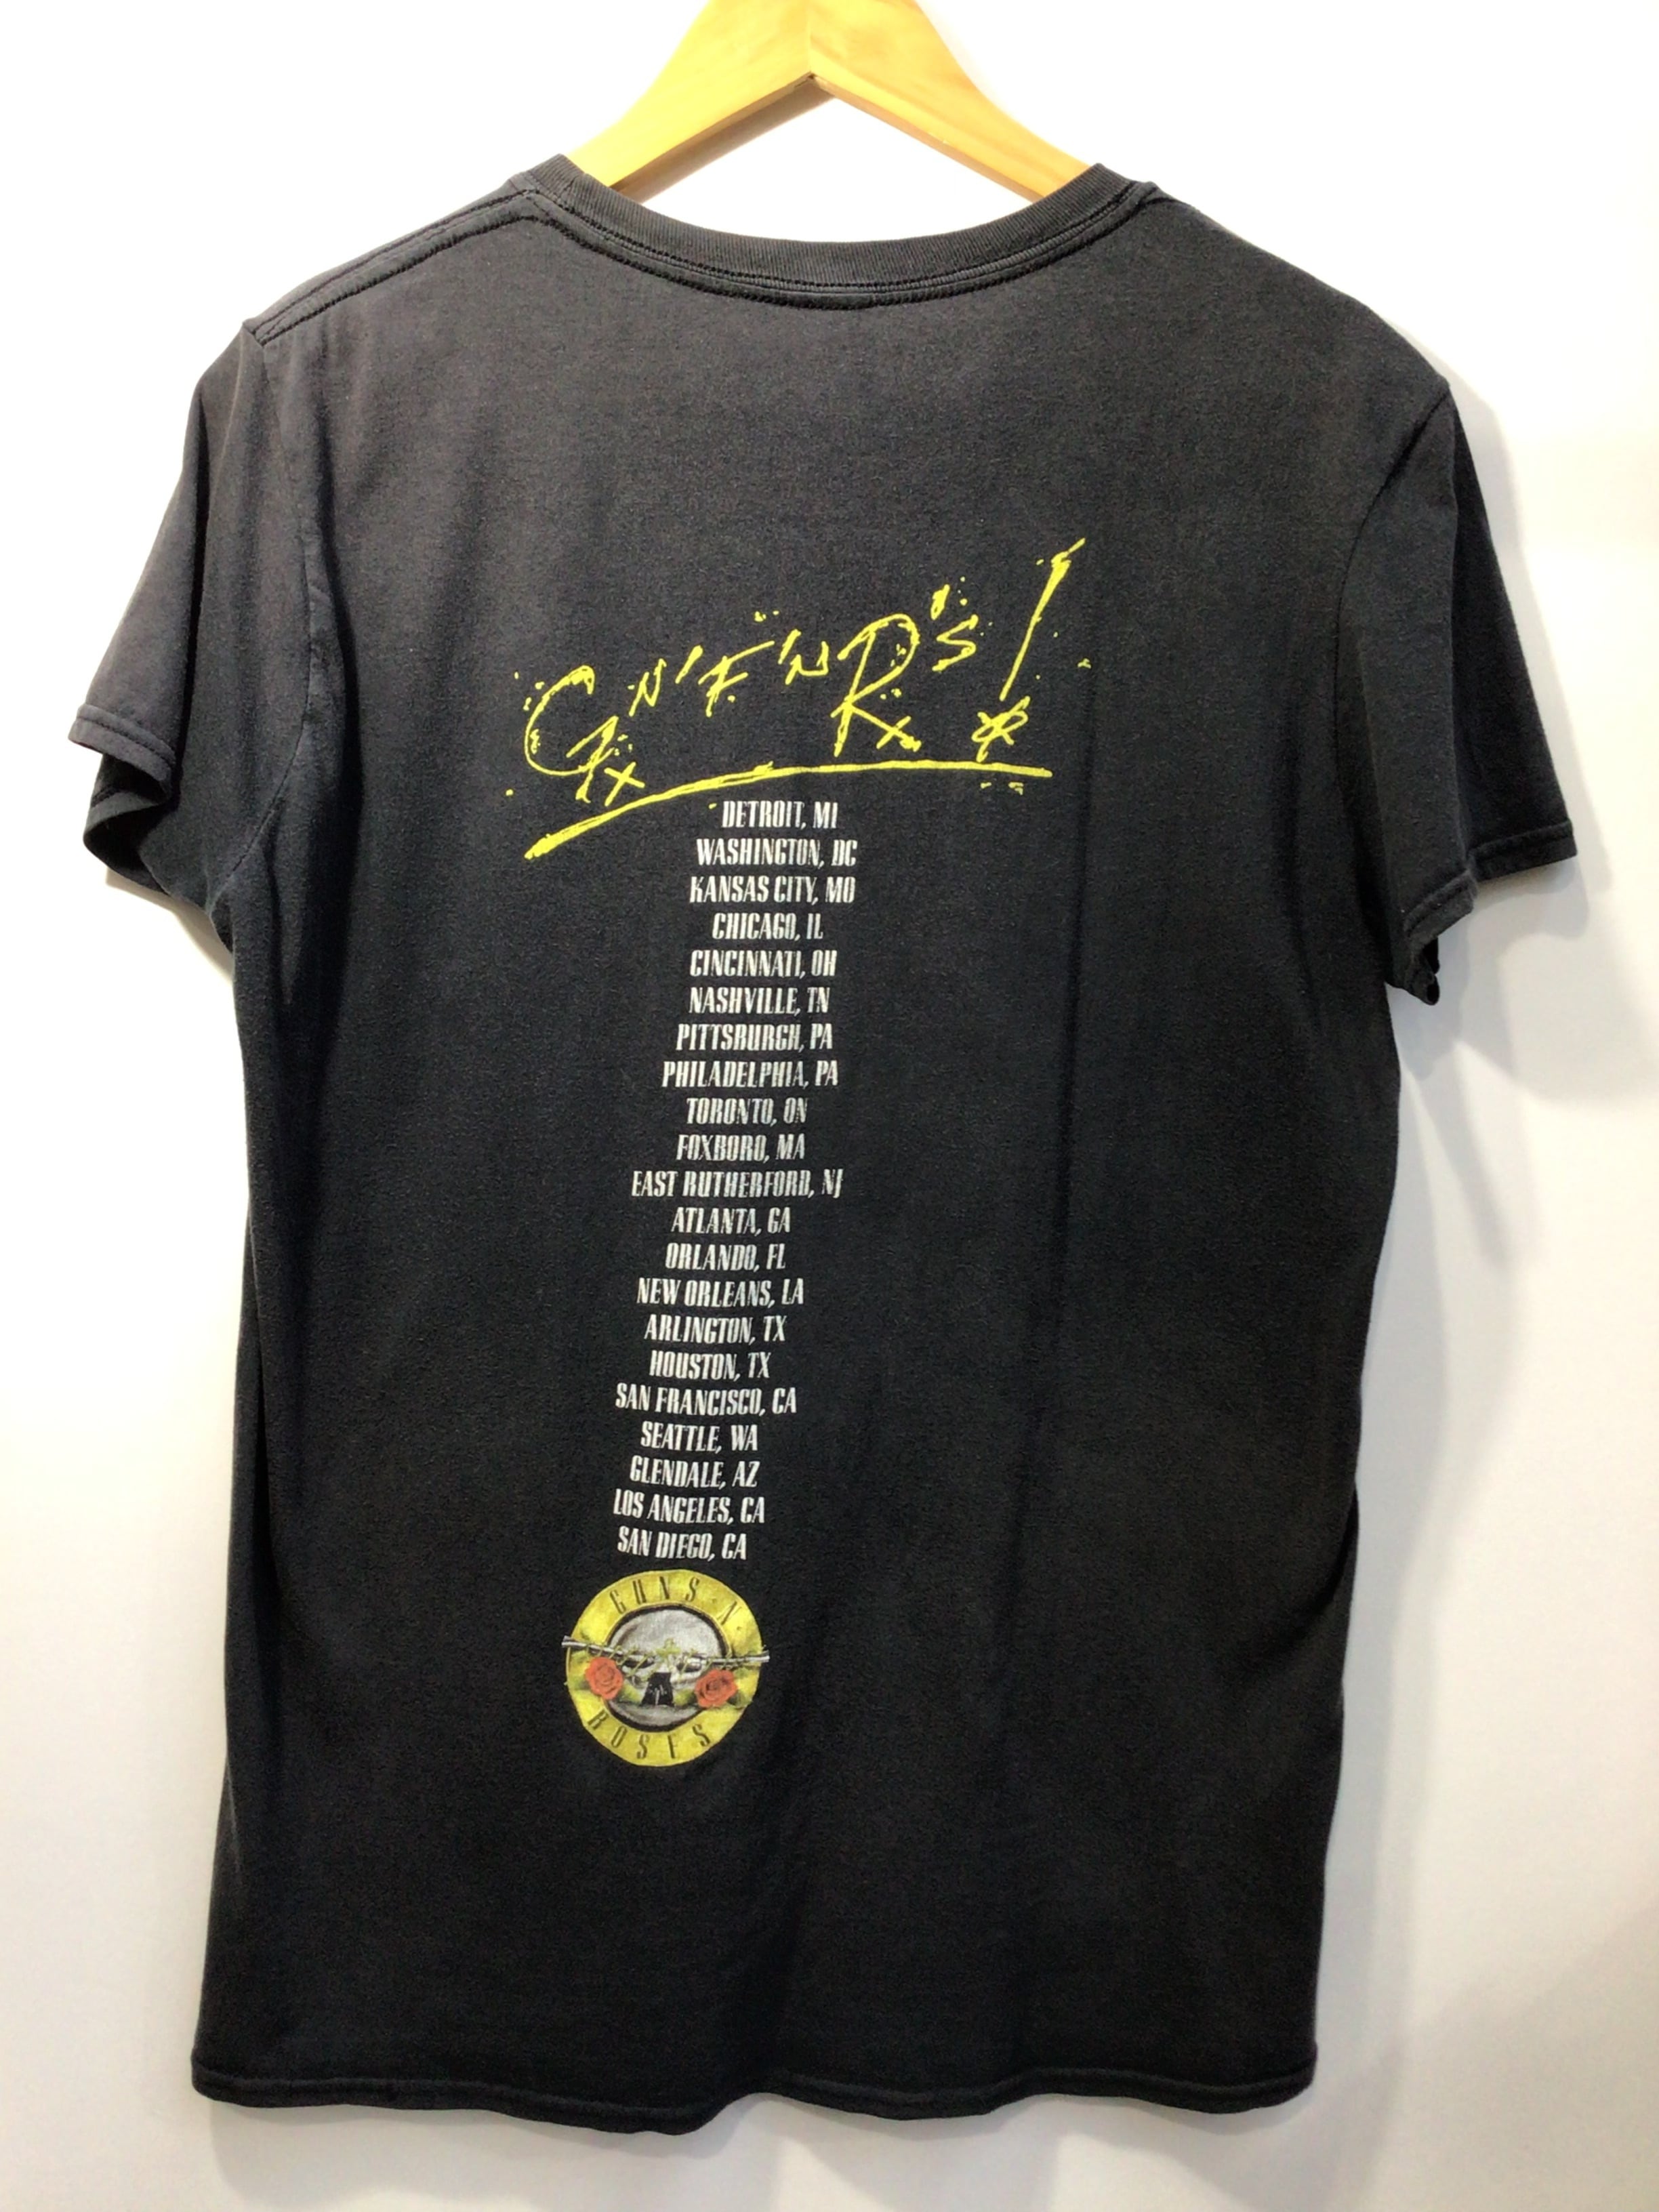 GN'F'NR'S!
DETROIT, MI
WASHINGTON, DC
KANSAS CITY, MO
CHICAGO, IL
CINCINNATI, OH
NASHVILLE, TN
PITTSBURGH, PA
PHILADELPHIA, PA
TORONTO, ON
FOXBORO, MA
EAST RUTHERFORD, NJ
ATLANTA, GA
ORLANDO, FL
NEW ORLEANS, LA
ARLINGTON, TX
HOUSTON, TX
SAN FRANCISCO, CA
SEATTLE, WA
GLENDALE, AZ
LOS ANGELES, CA
SAN DIEGO, CA
GUNS N
ROSES